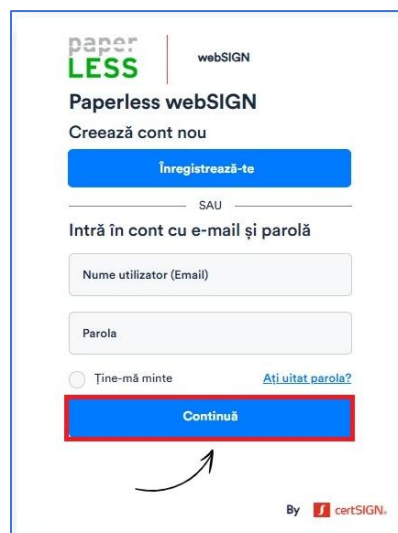 paper
LESS
webSIGN
Paperless webSIGN
Creează cont nou
Înregistrează-te
SAU
Intră în cont cu e-mail și parolă
Nume utilizator (Email)
Parola
Ține-mă minte
Ați uitat parola?
Continuă
By certSIGN.